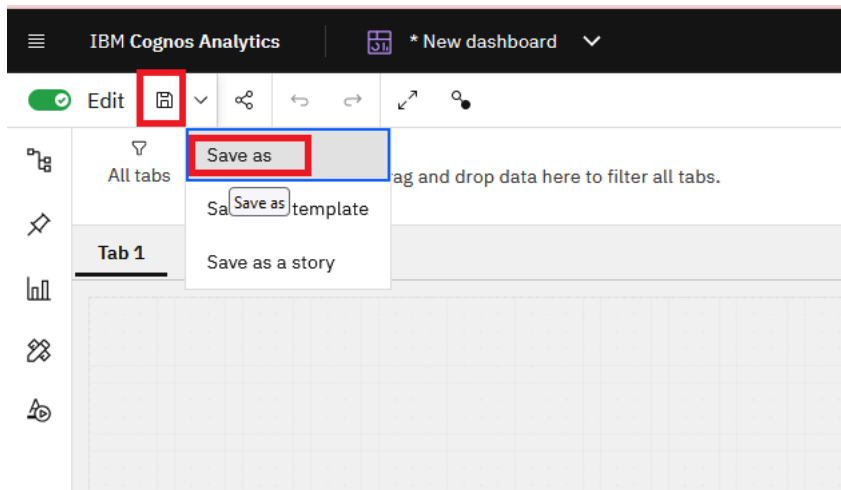 IBM Cognos Analytics
* New dashboard
Edit
All tabs
Save as
ag and drop data here to filter all tabs.
Sa
Save as
template
Tab 1
Save as a story